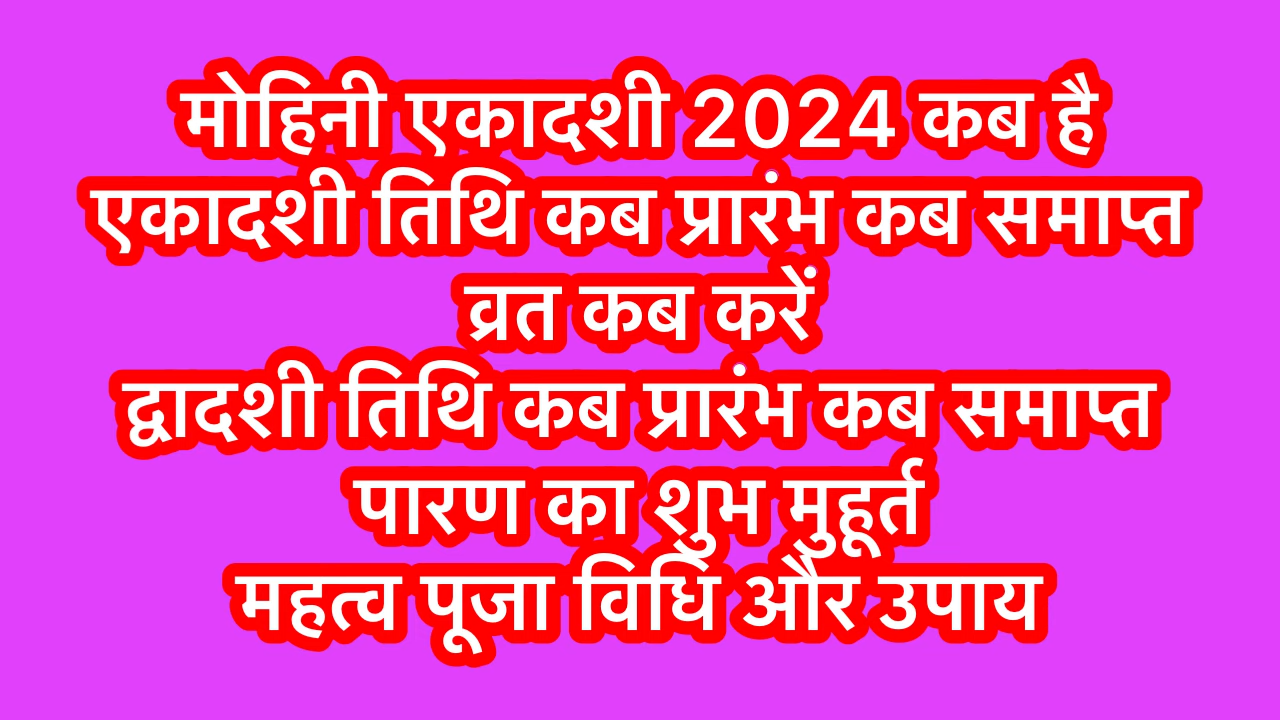 मोहिनी एकादशी 2024 कब है
एकादशी तिथि कब प्रारंभ कब समाप्त
व्रत कब करें
द्वादशी तिथि कब प्रारंभ कब समाप्त
पारण का शुभ मुहूर्त
महत्व पूजा विधि और उपाय